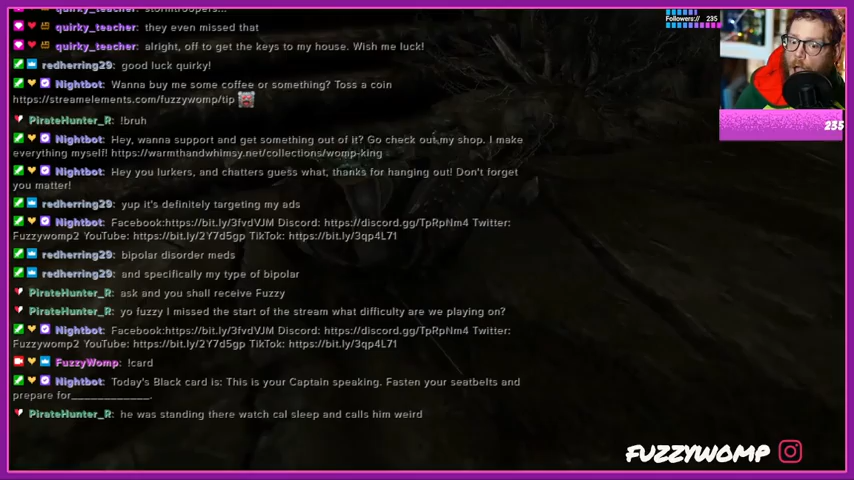 quirky_teacher: stormtroopers...
Followers:// 235
quirky_teacher: they even missed that
quirky_teacher: alright, off to get the keys to my house. Wish me luck!
redherring29: good luck quirky!
Nightbot: Wanna buy me some coffee or something? Toss a coin
https://streamelements.com/fuzzywomp/tip
PirateHunter_R: !bruh
235
Nightbot: Hey, wanna support and get something out of it? Go check out my shop. I make
everything myself! https://warmthandwhimsy.net/collections/womp-king
Nightbot: Hey you lurkers, and chatters guess what, thanks for hanging out! Don't forget
you matter!
redherring29: yup it's definitely targeting my ads
Nightbot: Facebook:https://bit.ly/3fvdVJM Discord: https://discord.gg/TpRpNm4 Twitter:
Fuzzywomp2 YouTube: https://bit.ly/2Y7d5gp TikTok: https://bit.ly/3qp4L71
redherring29: bipolar disorder meds
redherring29: and specifically my type of bipolar
PirateHunter_R: ask and you shall receive Fuzzy
PirateHunter_R: yo fuzzy I missed the start of the stream what difficulty are we playing on?
Nightbot: Facebook:https://bit.ly/3fvdVJM Discord: https://discord.gg/TpRpNm4 Twitter:
Fuzzywomp2 YouTube: https://bit.ly/2Y7d5gp TikTok: https://bit.ly/3qp4L71
FuzzyWomp: !card
Nightbot: Today's Black card is: This is your Captain speaking. Fasten your seatbelts and
prepare for____________.
PirateHunter_R: he was standing there watch cal sleep and calls him weird
FUZZYWOMP